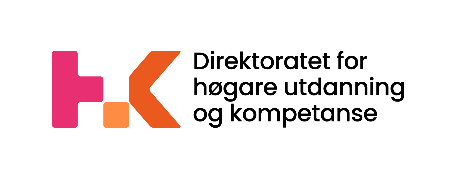 Direktoratet for
høgare utdanning
og kompetanse